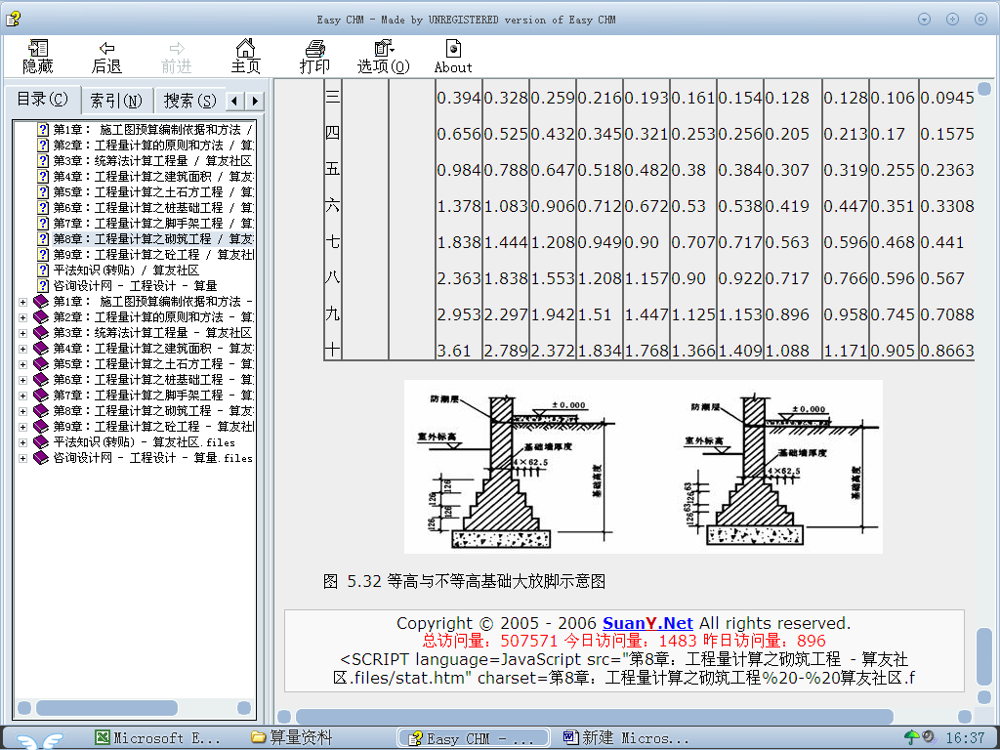 Easy CHM - Made by UNREGISTERED version of Easy CHM
隐藏 后退 前进 主页 打印 选项(O) About
目录(C) 索引(N) 搜索(S)
第1章： 施工图预算编制依据和方法 /
第2章：工程量计算的原则和方法 / 算
第3章：统筹法计算工程量 / 算友社区
第4章：工程量计算之建筑面积 / 算友
第5章：工程量计算之土石方工程 / 算
第6章：工程量计算之桩基础工程 / 算
第7章：工程量计算之脚手架工程 / 算
第8章：工程量计算之砌筑工程 / 算友
第9章：工程量计算之砼工程 / 算友社
平法知识(转贴) / 算友社区
咨询设计网 - 工程设计 - 算量
第1章： 施工图预算编制依据和方法 -
第2章：工程量计算的原则和方法 - 算
第3章：统筹法计算工程量 - 算友社区
第4章：工程量计算之建筑面积 - 算友
第5章：工程量计算之土石方工程 - 算
第6章：工程量计算之桩基础工程 - 算
第7章：工程量计算之脚手架工程 - 算
第8章：工程量计算之砌筑工程 - 算友
第9章：工程量计算之砼工程 - 算友社
平法知识(转贴) - 算友社区.files
咨询设计网 - 工程设计 - 算量.files
三 0.394 0.328 0.259 0.216 0.193 0.161 0.154 0.128 0.128 0.106 0.0945
四 0.656 0.525 0.432 0.345 0.321 0.253 0.256 0.205 0.213 0.17 0.1575
五 0.984 0.788 0.647 0.518 0.482 0.38 0.384 0.307 0.319 0.255 0.2363
六 1.378 1.083 0.906 0.712 0.672 0.53 0.538 0.419 0.447 0.351 0.3308
七 1.838 1.444 1.208 0.949 0.90 0.707 0.717 0.563 0.596 0.468 0.441
八 2.363 1.838 1.553 1.208 1.157 0.90 0.922 0.717 0.766 0.596 0.567
九 2.953 2.297 1.942 1.51 1.447 1.125 1.153 0.896 0.958 0.745 0.7088
十 3.61 2.789 2.372 1.834 1.768 1.366 1.409 1.088 1.171 0.905 0.8663
防潮层 ±0.000
室外标高
基础墙厚度
4×62.5
126 126 126 126
基础高度
防潮层 ±0.000
室外标高
基础墙厚度
4×62.5
63 126 63 126
基础高度
图 5.32 等高与不等高基础大放脚示意图
Copyright © 2005 - 2006 SuanY.Net All rights reserved.
总访问量：507571 今日访问量：1483 昨日访问量：896
<SCRIPT language=JavaScript src="第8章：工程量计算之砌筑工程 - 算友社
区.files/stat.htm" charset=第8章：工程量计算之砌筑工程%20-%20算友社区.f
Microsoft E... 算量资料 Easy CHM - ... 新建 Micros... 16:37